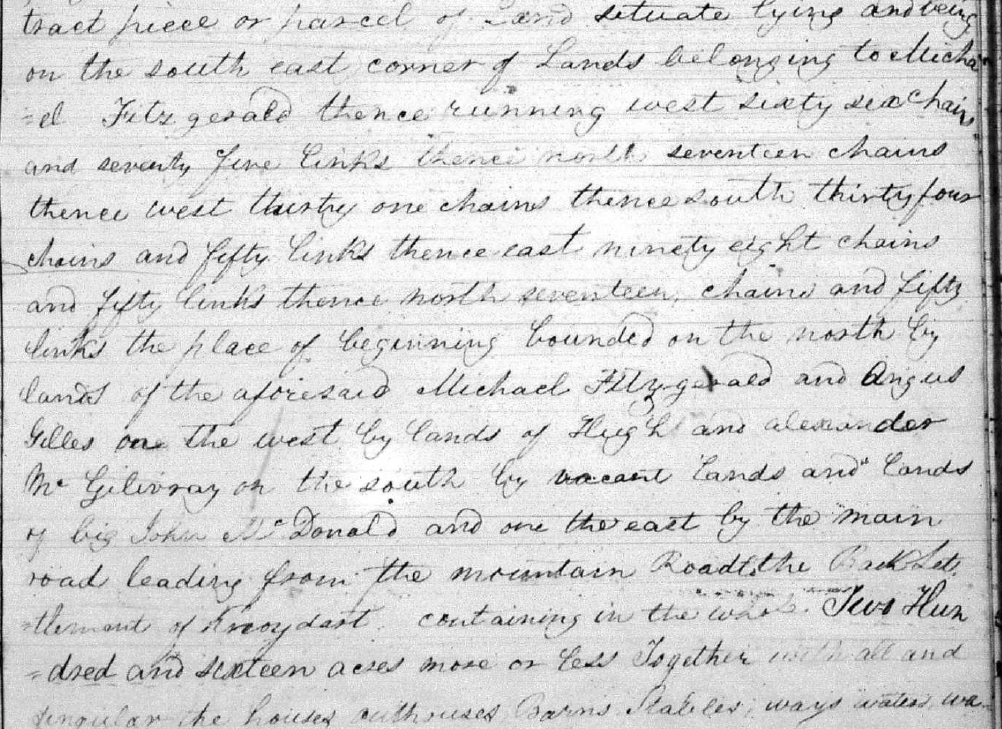 tract piece or parcel of Land situate lying and being
on the south east corner of Lands belonging to Micha
=el Fitzgerald thence running west sixty six chains
and seventy five links thence north seventeen chains
thence west thirty one chains thence south thirty four
chains and fifty links thence east ninety eight chains
and fifty links thence north seventeen chains and fifty
links the place of beginning bounded on the north by
lands of the aforesaid Michael Fitzgerald and Angus
Gilles one the west by lands of Hugh and alexander
Mc Gilivray on the south by vacant lands and lands
of big John McDonald and one the east by the main
road leading from the mountain Road the Back Set
=tlement of Knoydart containing in the whole Two Hun
=dred and sixteen acres more or less Together with all and
singular the houses outhouses Barns Stables, ways waters wa